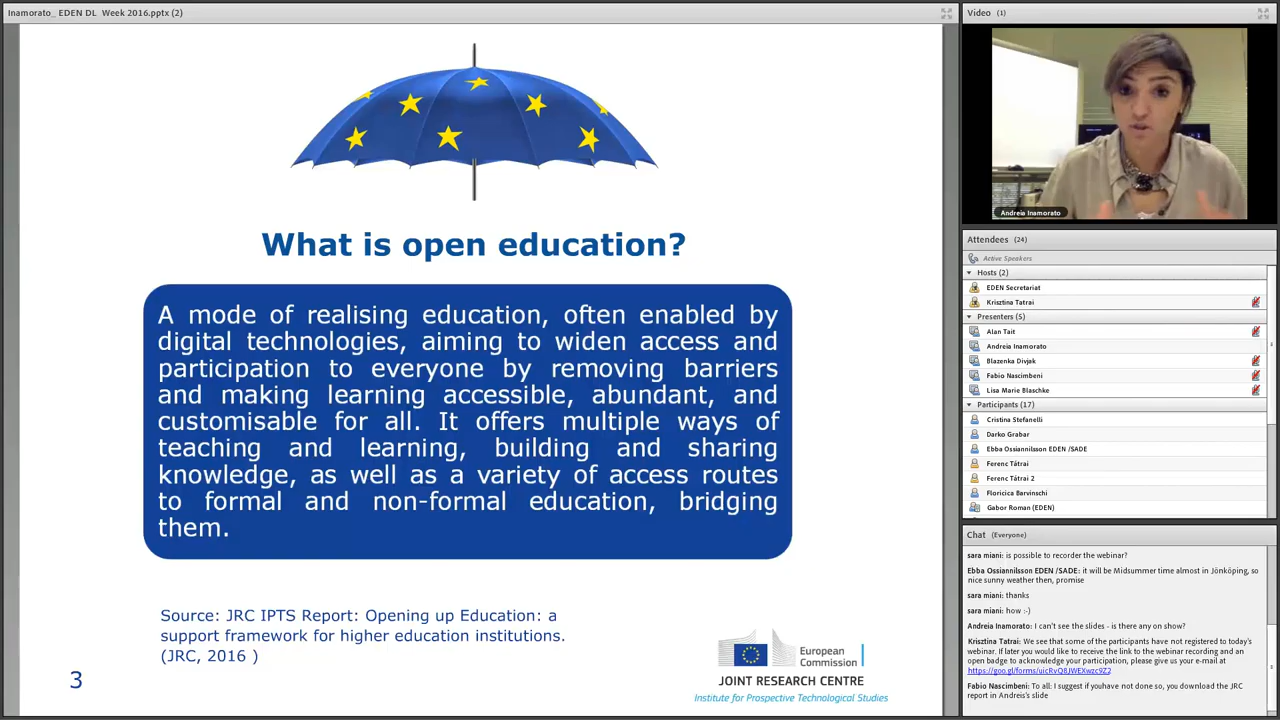 Inamorato_ EDEN DL  Week 2016.pptx (2)
What is open education?
A mode of realising education, often enabled by
digital technologies, aiming to widen access and
participation to everyone by removing barriers
and making learning accessible, abundant, and
customisable for all. It offers multiple ways of
teaching and learning, building and sharing
knowledge, as well as a variety of access routes
to formal and non-formal education, bridging
them.
Source: JRC IPTS Report: Opening up Education: a
support framework for higher education institutions.
(JRC, 2016 )
3
European
Commission
JOINT RESEARCH CENTRE
Institute for Prospective Technological Studies
Video (1)
Andreia Inamorato
Attendees (24)
Active Speakers
Hosts (2)
EDEN Secretariat
Krisztina Tatrai
Presenters (5)
Alan Tait
Andreia Inamorato
Blazenka Divjak
Fabio Nascimbeni
Lisa Marie Blaschke
Participants (17)
Cristina Stefanelli
Darko Grabar
Ebba Ossiannilsson EDEN /SADE
Ferenc Tátrai
Ferenc Tátrai 2
Floricica Barvinschi
Gabor Roman (EDEN)
Chat (Everyone)
sara miani: is possible to recorder the webinar?
Ebba Ossiannilsson EDEN /SADE: it will be Midsummer time almost in Jönköping, so
nice sunny weather then, promise
sara miani: thanks
sara miani: how :-)
Andreia Inamorato: I can't see the slides - is there any on show?
Krisztina Tatrai: We see that some of the participants have not registered to today's
webinar. If later you would like to receive the link to the webinar recording and an
open badge to acknowledge your participation, please give us your e-mail at
https://goo.gl/forms/uicRvQ8JWEXwzc9Z2
Fabio Nascimbeni: To all: I suggest if youhave not done so, you download the JRC
report in Andreis's slide